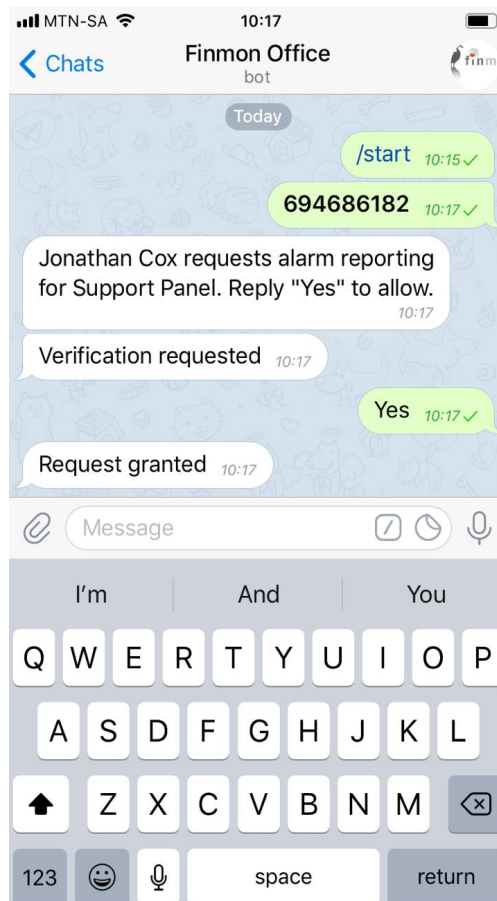 MTN-SA 10:17
Chats
Finmon Office
bot
finm
Today
/start 10:15
694686182 10:17
Jonathan Cox requests alarm reporting
for Support Panel. Reply "Yes" to allow.
10:17
Verification requested 10:17
Yes 10:17
Request granted 10:17
Message
I'm And You
Q W E R T Y U I O P
A S D F G H J K L
Z X C V B N M
123 space return